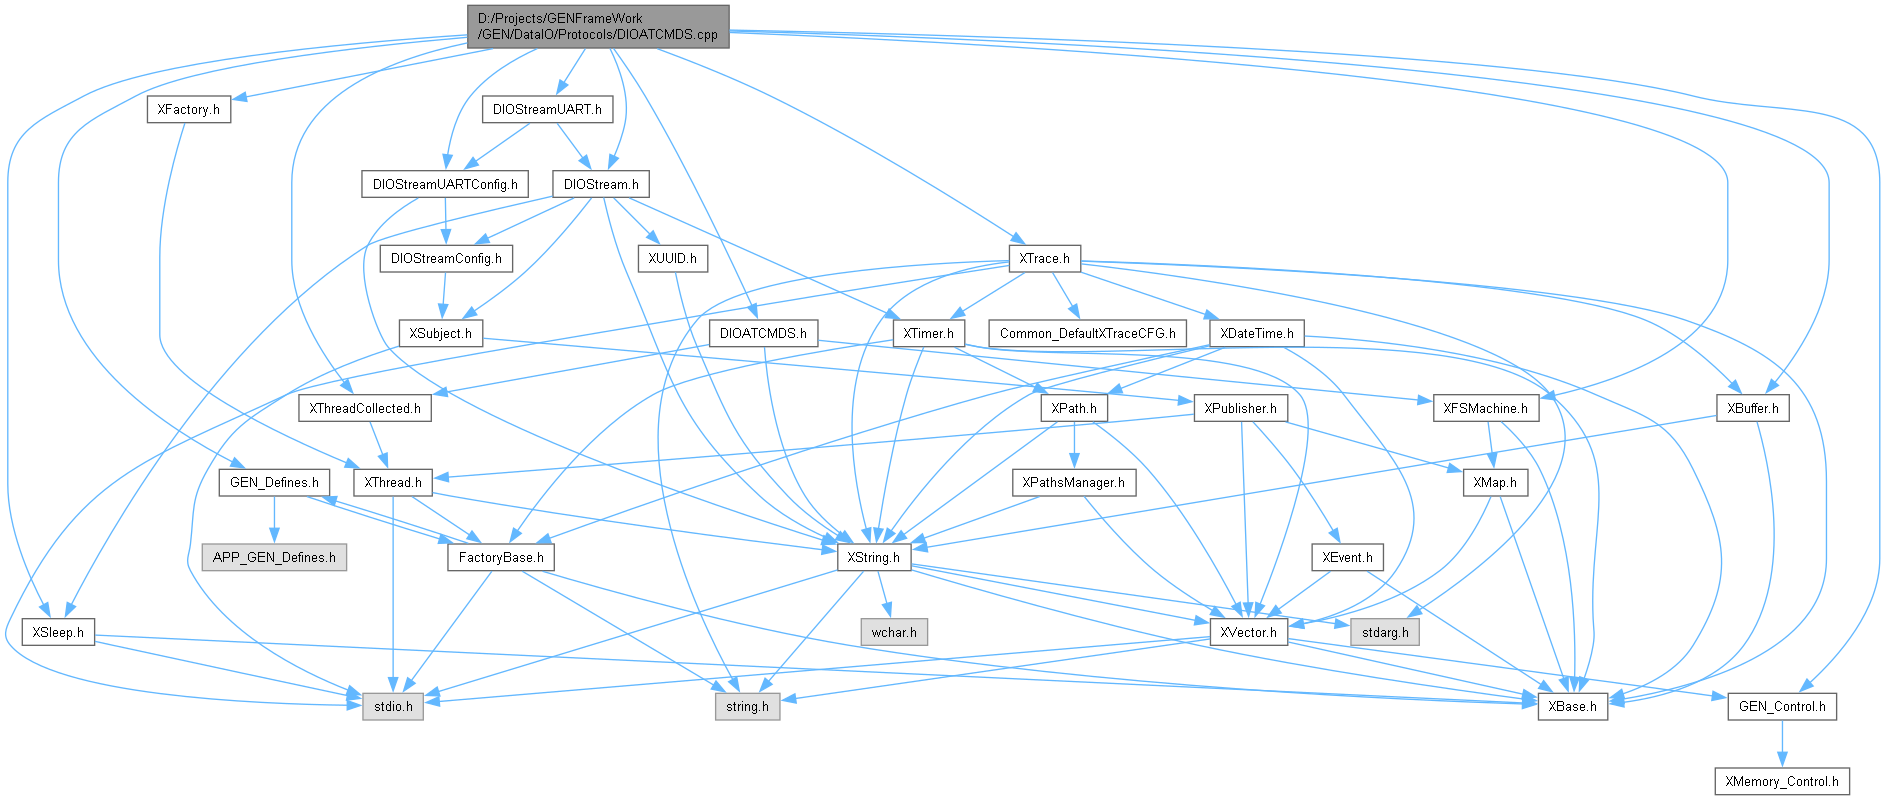 D:/Projects/GENFrameWork
/GEN/DataIO/Protocols/DIOATCMDS.cpp
XFactory.h
DIOStreamUART.h
DIOStreamUARTConfig.h
DIOStream.h
DIOStreamConfig.h
XUUID.h
XTrace.h
XSubject.h
DIOATCMDS.h
XTimer.h
Common_DefaultXTraceCFG.h
XDateTime.h
XThreadCollected.h
XPath.h
XPublisher.h
XFSMachine.h
XBuffer.h
GEN_Defines.h
XThread.h
XPathsManager.h
XMap.h
APP_GEN_Defines.h
FactoryBase.h
XString.h
XEvent.h
XSleep.h
wchar.h
XVector.h
stdarg.h
stdio.h
string.h
XBase.h
GEN_Control.h
XMemory_Control.h